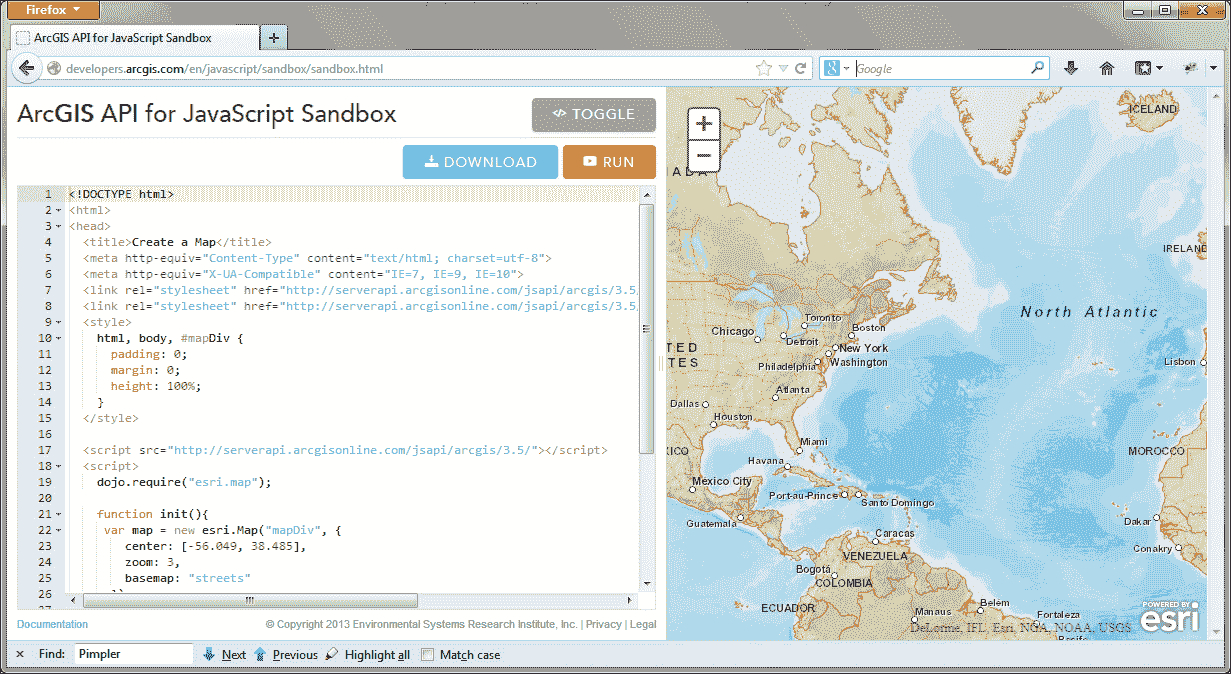 Firefox
ArcGIS API for JavaScript Sandbox
developers.arcgis.com/en/javascript/sandbox/sandbox.html
Google
ArcGIS API for JavaScript Sandbox
</> TOGGLE
DOWNLOAD
RUN
1 <!DOCTYPE html>
2 <html>
3 <head>
4 <title>Create a Map</title>
5 <meta http-equiv="Content-Type" content="text/html; charset=utf-8">
6 <meta http-equiv="X-UA-Compatible" content="IE=7, IE=9, IE=10">
7 <link rel="stylesheet" href="http://serverapi.arcgisonline.com/jsapi/arcgis/3.5/
8 <link rel="stylesheet" href="http://serverapi.arcgisonline.com/jsapi/arcgis/3.5/
9 <style>
10 html, body, #mapDiv {
11 padding: 0;
12 margin: 0;
13 height: 100%;
14 }
15 </style>
16
17 <script src="http://serverapi.arcgisonline.com/jsapi/arcgis/3.5/"></script>
18 <script>
19 dojo.require("esri.map");
20
21 function init(){
22 var map = new esri.Map("mapDiv", {
23 center: [-56.049, 38.485],
24 zoom: 3,
25 basemap: "streets"
26 });
27
Documentation
© Copyright 2013 Environmental Systems Research Institute, Inc. | Privacy | Legal
+
−
ICELAND
ADA
IRELAND
North Atlantic
Toronto
Chicago
Boston
Detroit
New York
TED
TES
Philadelphia
Washington
Lisbon
Atlanta
Dallas
Houston
Miami
XICO
MOROCCO
Havana
Mexico City
Port-au-Prince
Santo Domingo
Guatemala
Dakar
Caracas
Conakry
VENEZUELA
Bogotá
COLOMBIA
ECUADOR
Belém
Manaus
Fortaleza
DeLorme, IFL, Esri, NGA, NOAA, USGS
Recife
POWERED BY
esri
× Find: Pimpler Next Previous Highlight all Match case